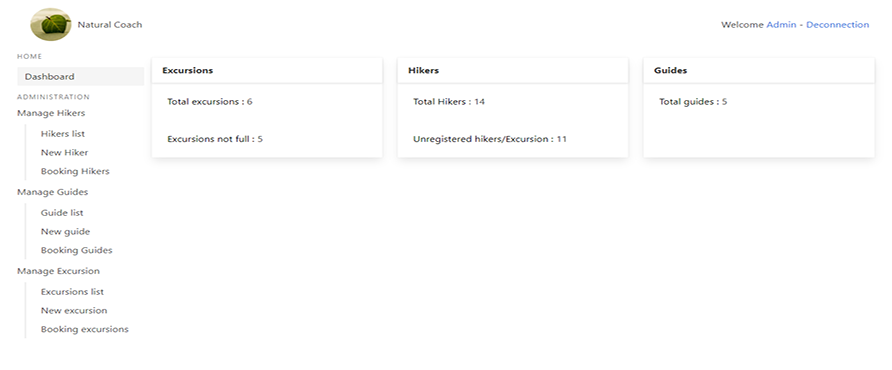 Natural Coach
Welcome Admin - Deconnection
HOME
Dashboard
ADMINISTRATION
Manage Hikers
Hikers list
New Hiker
Booking Hikers
Manage Guides
Guide list
New guide
Booking Guides
Manage Excursion
Excursions list
New excursion
Booking excursions
Excursions
Total excursions : 6
Excursions not full : 5
Hikers
Total Hikers : 14
Unregistered hikers/Excursion : 11
Guides
Total guides : 5